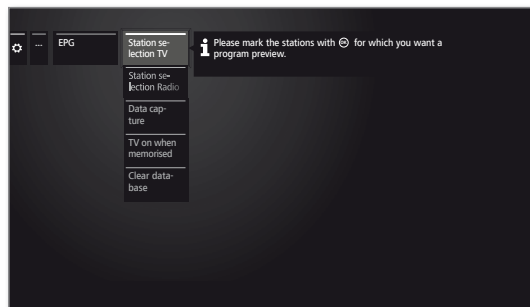 ... EPG Station se-
lection TV
i Please mark the stations with OK for which you want a
program preview.
Station se-
lection Radio
Data cap-
ture
TV on when
memorised
Clear data-
base